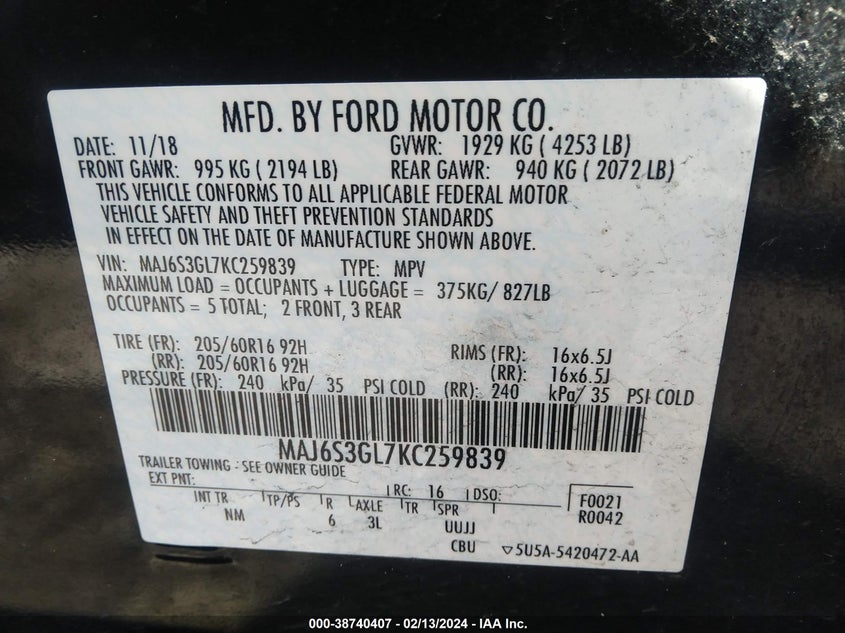 MFD. BY FORD MOTOR CO.
DATE: 11/18 GVWR: 1929 KG ( 4253 LB)
FRONT GAWR: 995 KG ( 2194 LB) REAR GAWR: 940 KG ( 2072 LB)
THIS VEHICLE CONFORMS TO ALL APPLICABLE FEDERAL MOTOR
VEHICLE SAFETY AND THEFT PREVENTION STANDARDS
IN EFFECT ON THE DATE OF MANUFACTURE SHOWN ABOVE.
VIN: MAJ6S3GL7KC259839 TYPE: MPV
MAXIMUM LOAD = OCCUPANTS + LUGGAGE = 375KG/ 827LB
OCCUPANTS = 5 TOTAL; 2 FRONT, 3 REAR
TIRE (FR): 205/60R16 92H RIMS (FR): 16x6.5J
(RR): 205/60R16 92H (RR): 16x6.5J
PRESSURE (FR): 240 kPa/ 35 PSI COLD (RR): 240 kPa/ 35 PSI COLD
MAJ6S3GL7KC259839
TRAILER TOWING - SEE OWNER GUIDE
EXT PNT: RC: 16 DSO: F0021
INT TR TP/PS R AXLE TR SPR R0042
NM 6 3L UUJJ
CBU 5U5A-5420472-AA
000-38740407 - 02/13/2024 - IAA Inc.